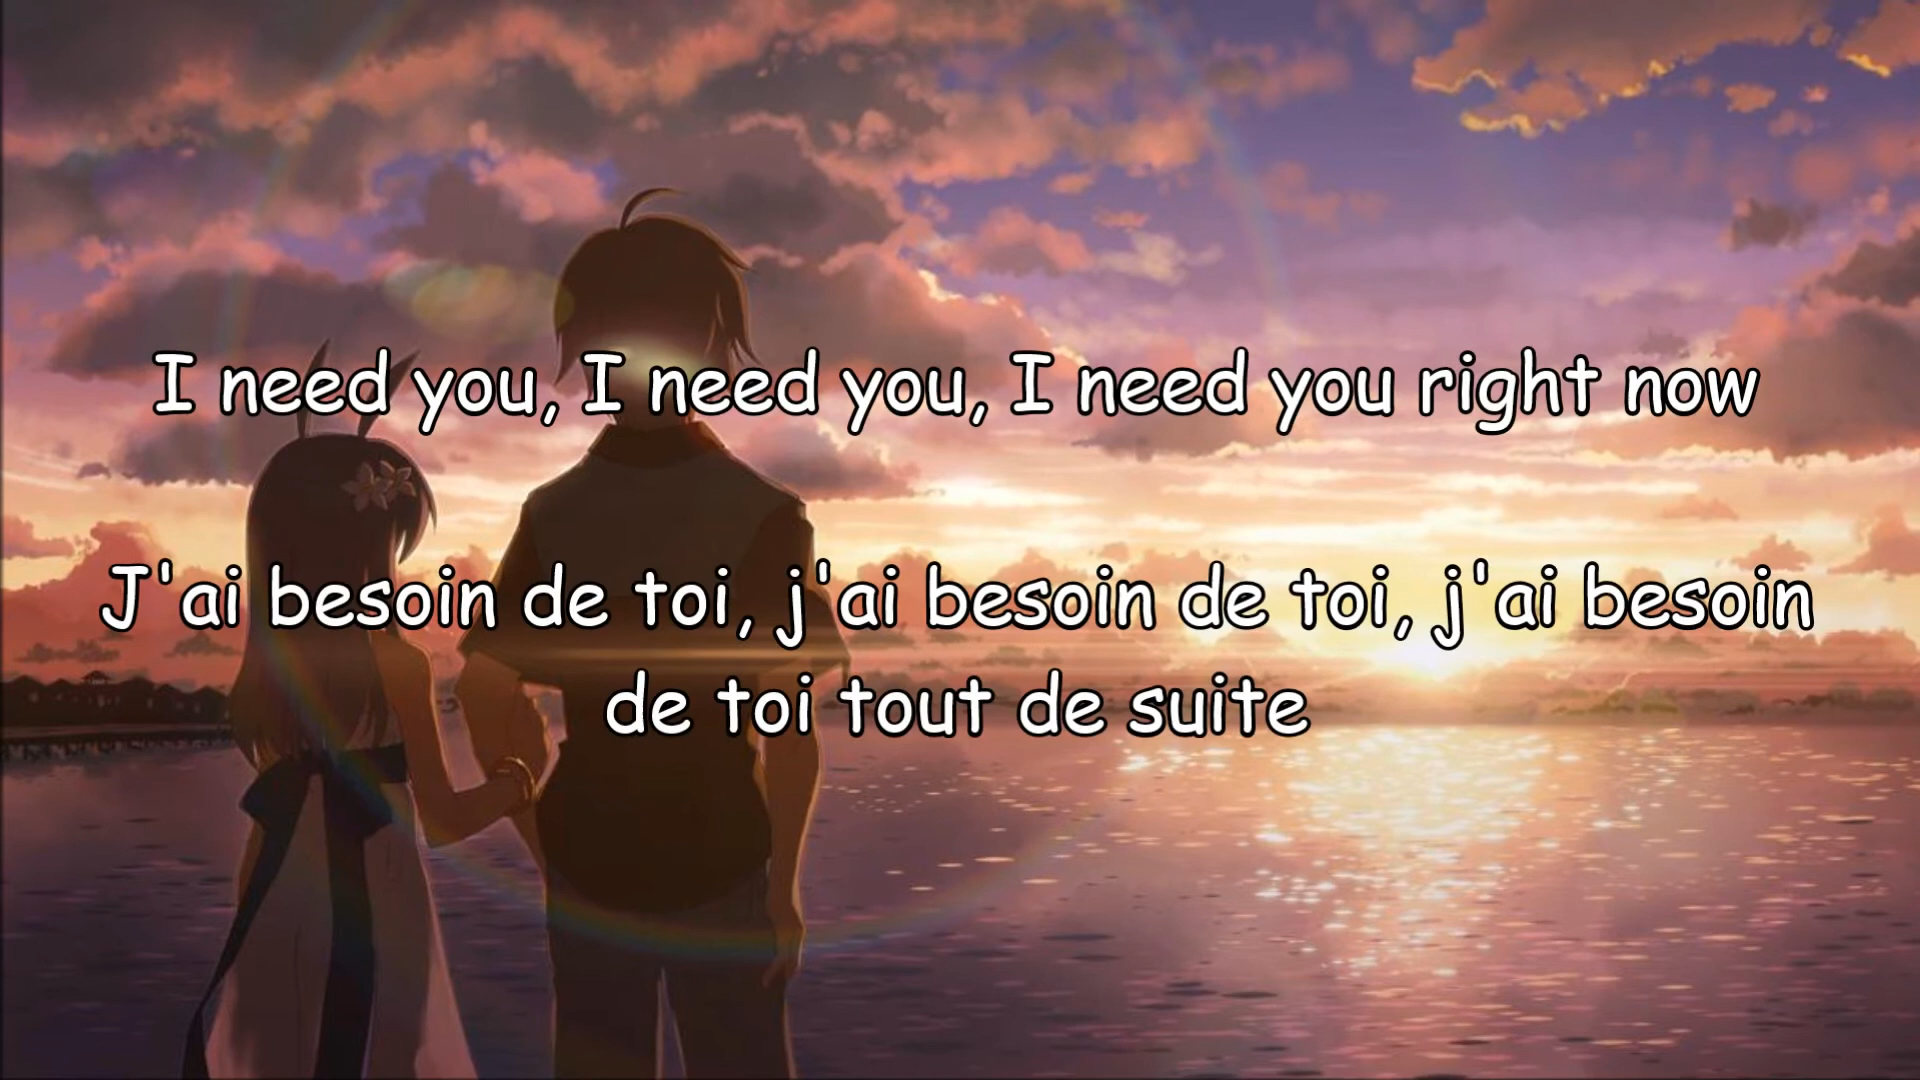 I need you, I need you, I need you right now
J'ai besoin de toi, j'ai besoin de toi, j'ai besoin
de toi tout de suite